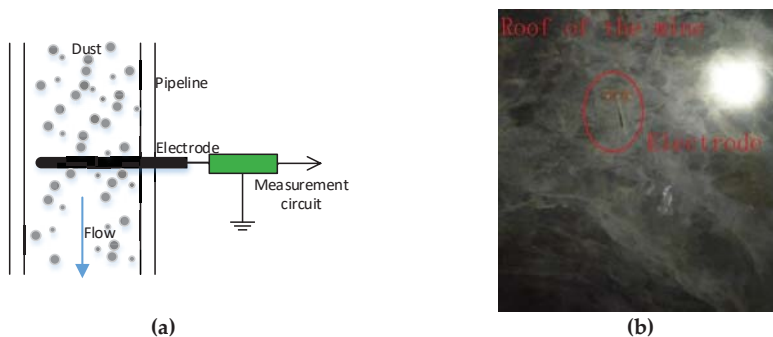 Dust
Pipeline
Electrode
Measurement
circuit
Flow
(a)
Roof of the mine
Electrode
(b)